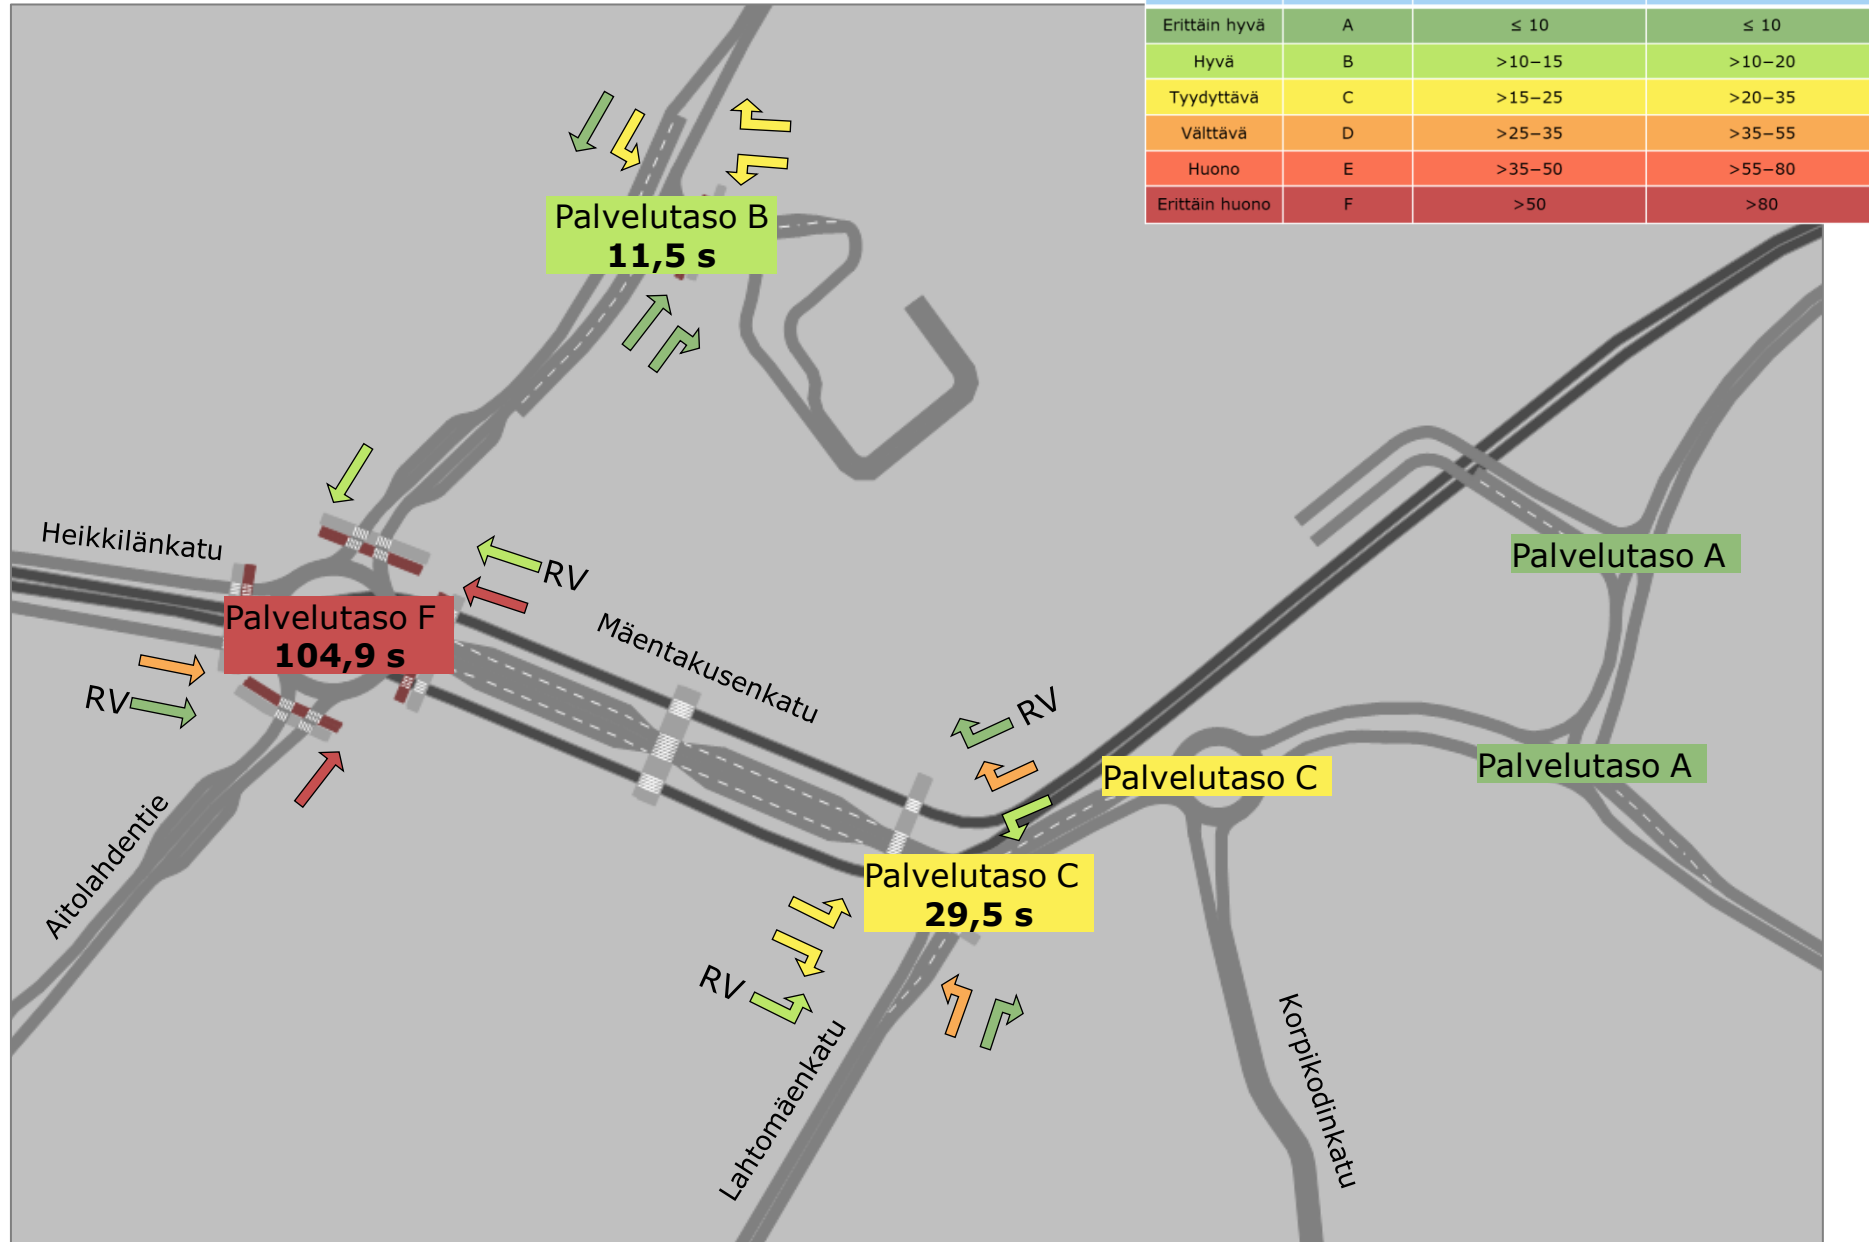 Erittäin hyvä A ≤ 10 ≤ 10
Hyvä B >10−15 >10−20
Tyydyttävä C >15−25 >20−35
Välttävä D >25−35 >35−55
Huono E >35−50 >55−80
Erittäin huono F >50 >80
Palvelutaso B
11,5 s
Heikkilänkatu
RV
Palvelutaso A
Palvelutaso F
104,9 s
Mäentakusenkatu
RV
RV
Palvelutaso C
Palvelutaso A
Aitolahdentie
Palvelutaso C
29,5 s
RV
Lahtomäenkatu
Korpikodinkatu